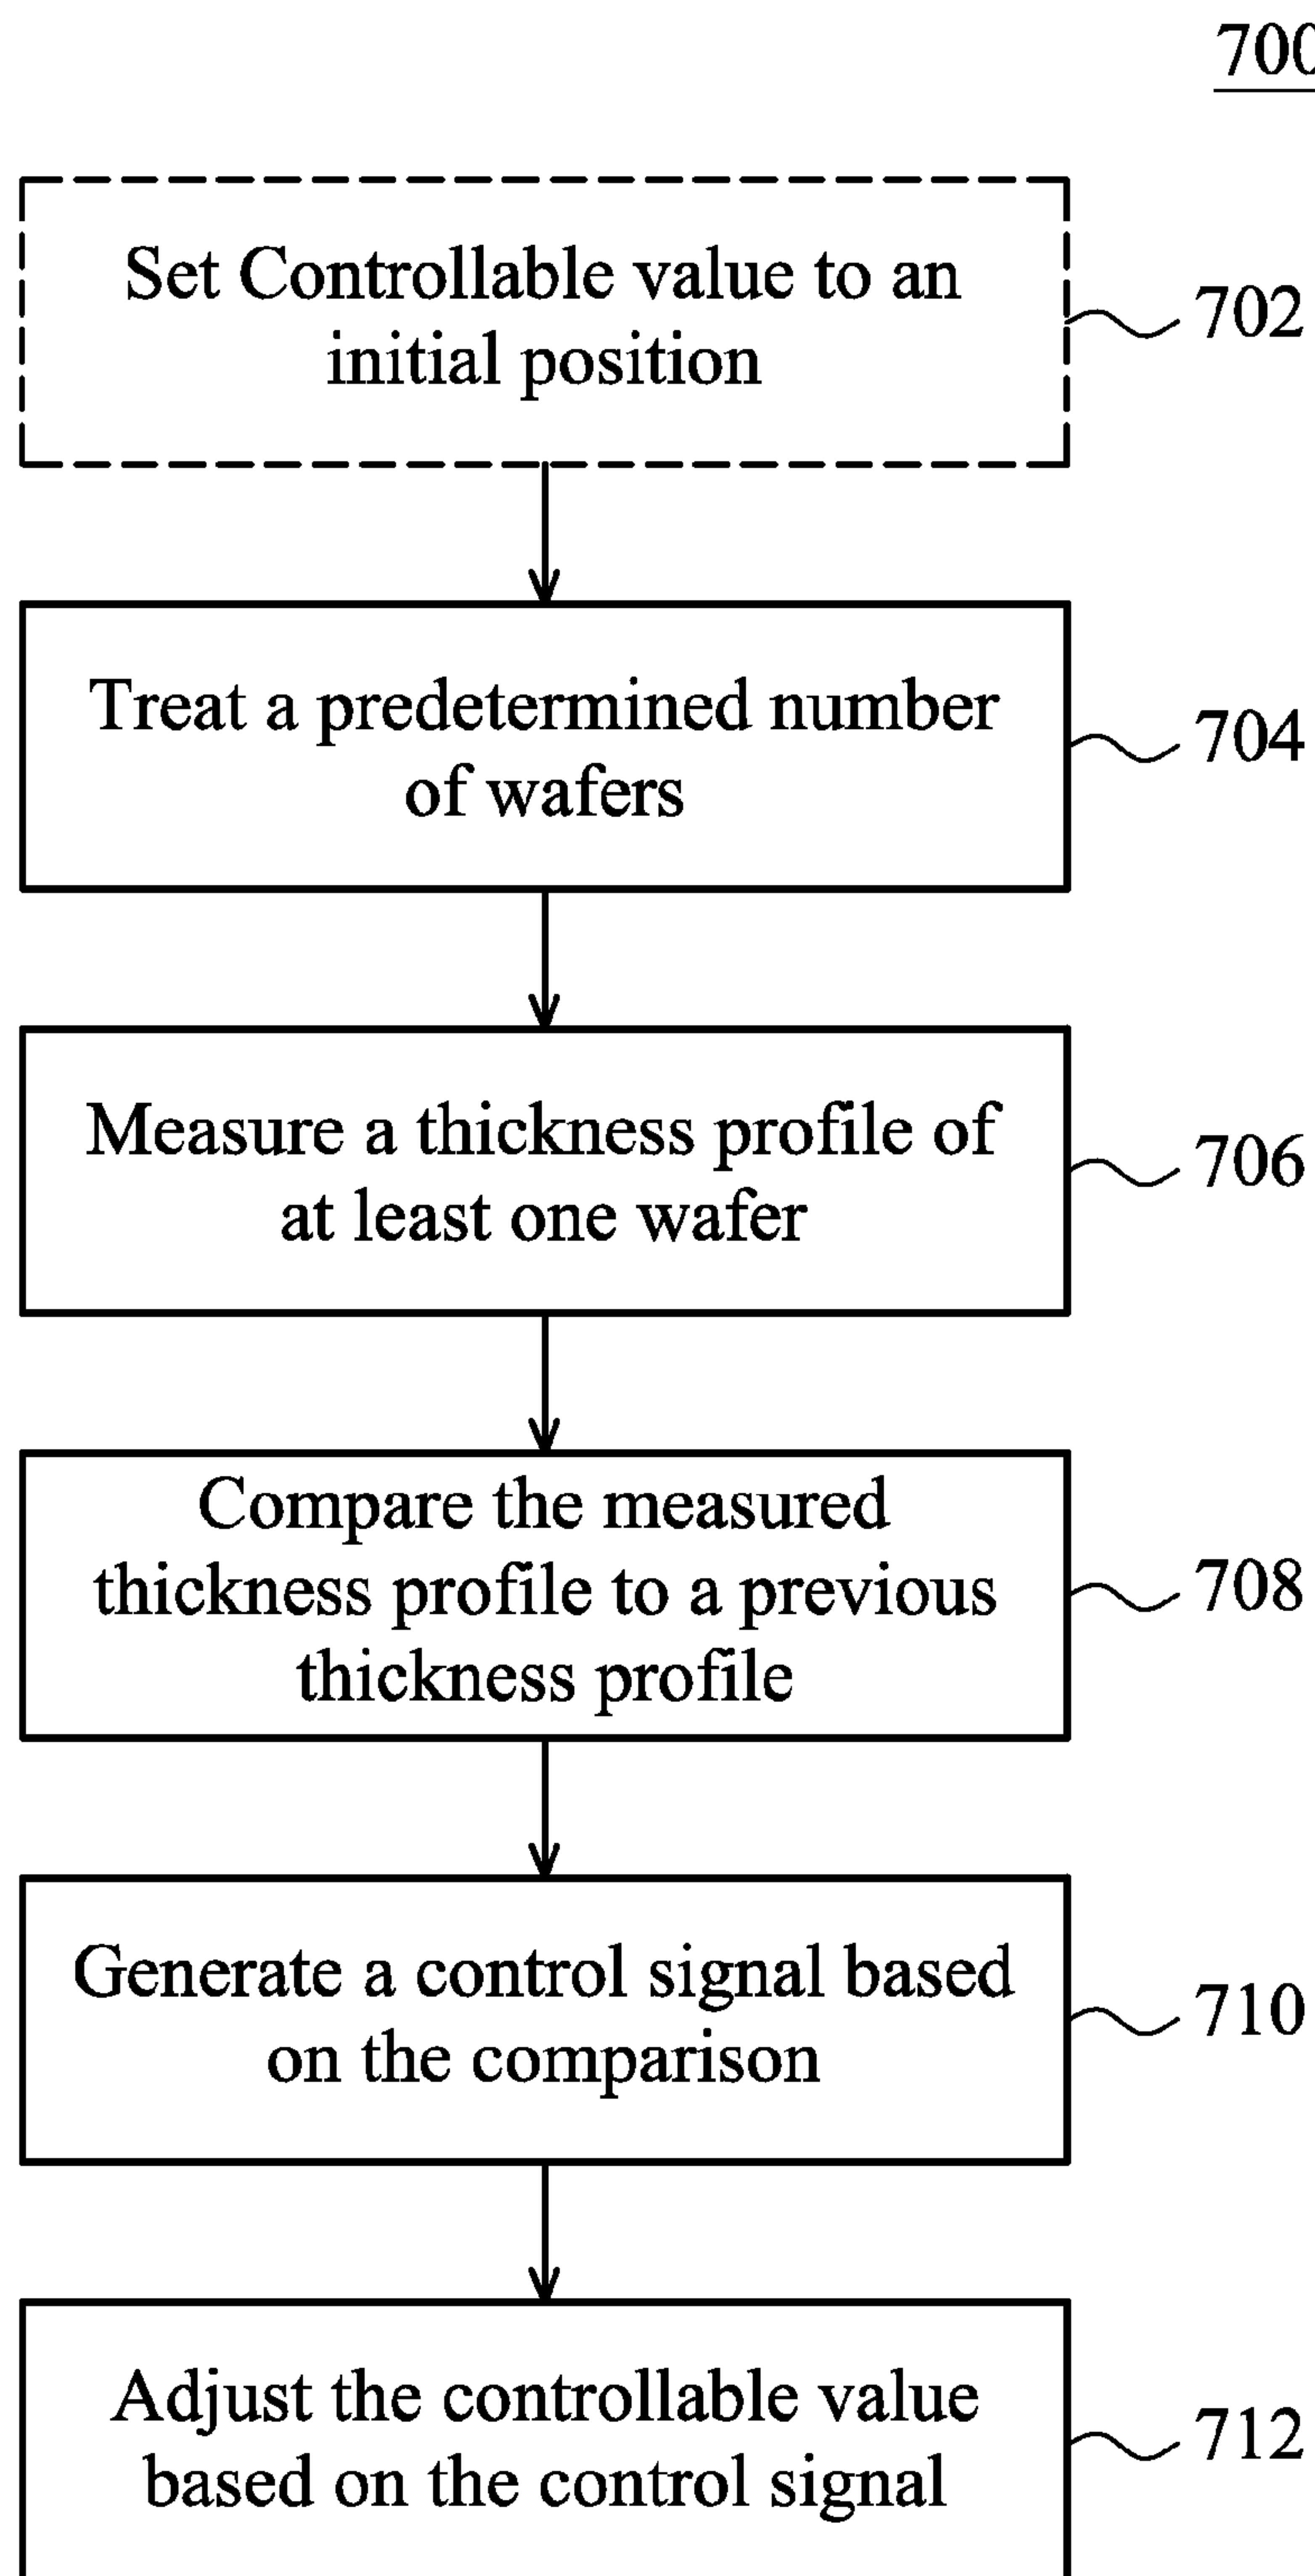 700
Set Controllable value to an
initial position
702
Treat a predetermined number
of wafers
704
Measure a thickness profile of
at least one wafer
706
Compare the measured
thickness profile to a previous
thickness profile
708
Generate a control signal based
on the comparison
710
Adjust the controllable value
based on the control signal
712